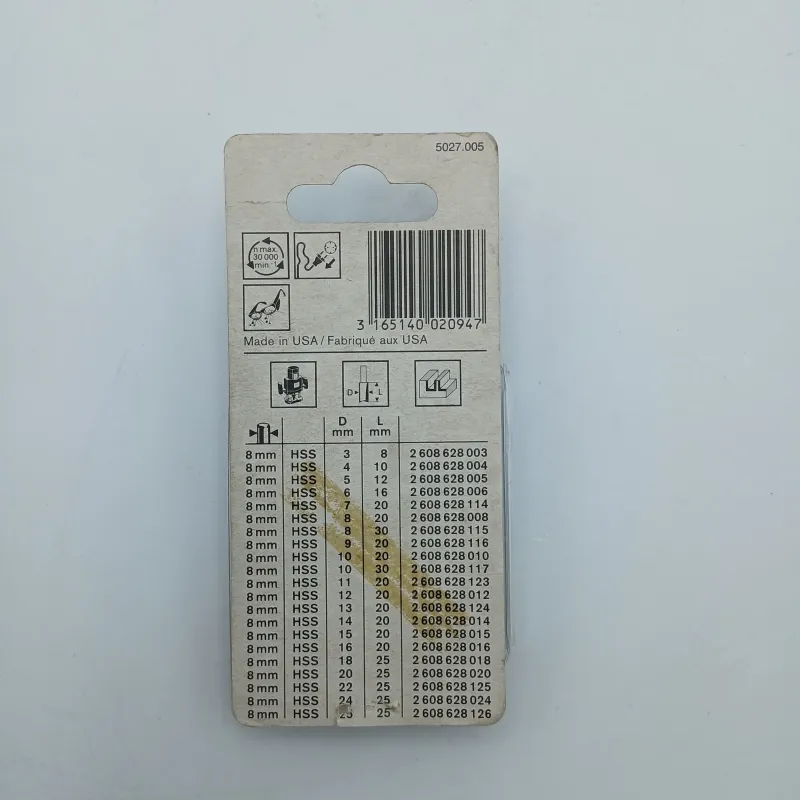 5027.005
n max.
30 000
min.-1
3 165140 020947
Made in USA / Fabriqué aux USA
D L
D L
mm mm
8 mm HSS 3 8 2 608 628 003
8 mm HSS 4 10 2 608 628 004
8 mm HSS 5 12 2 608 628 005
8 mm HSS 6 16 2 608 628 006
8 mm HSS 7 20 2 608 628 114
8 mm HSS 8 20 2 608 628 008
8 mm HSS 8 30 2 608 628 115
8 mm HSS 9 20 2 608 628 116
8 mm HSS 10 20 2 608 628 010
8 mm HSS 10 30 2 608 628 117
8 mm HSS 11 20 2 608 628 123
8 mm HSS 12 20 2 608 628 012
8 mm HSS 13 20 2 608 628 124
8 mm HSS 14 20 2 608 628 014
8 mm HSS 15 20 2 608 628 015
8 mm HSS 16 20 2 608 628 016
8 mm HSS 18 25 2 608 628 018
8 mm HSS 20 25 2 608 628 020
8 mm HSS 22 25 2 608 628 125
8 mm HSS 24 25 2 608 628 024
8 mm HSS 25 2 608 628 126